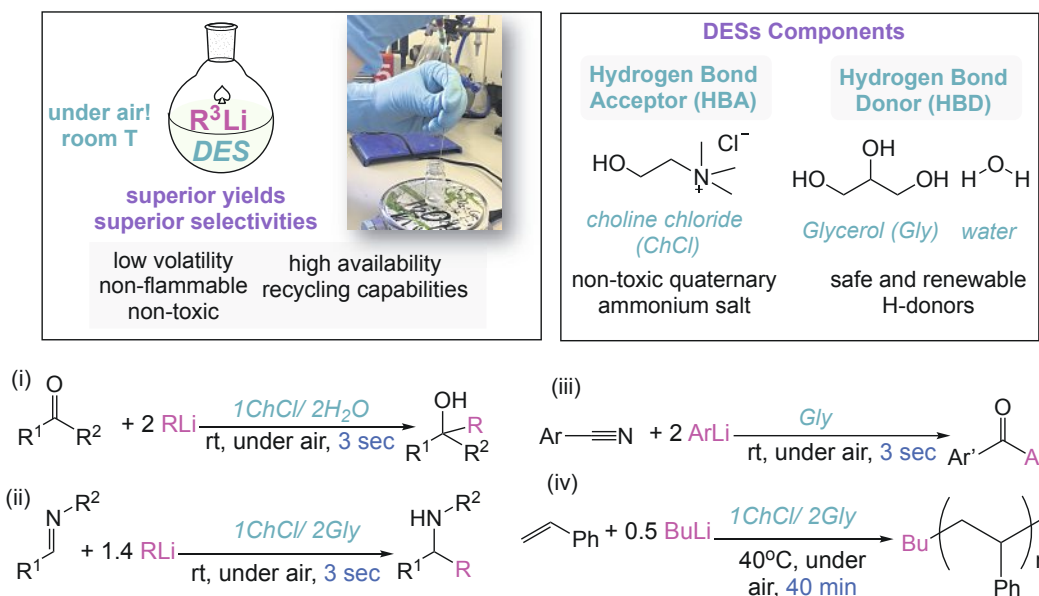 under air!
room T
R³Li
DES
superior yields
superior selectivities
low volatility
non-flammable
non-toxic
high availability
recycling capabilities
DESs Components
Hydrogen Bond
Acceptor (HBA)
HO
N
+
Cl⁻
choline chloride
(ChCl)
non-toxic quaternary
ammonium salt
Hydrogen Bond
Donor (HBD)
OH
HO
OH
H O H
Glycerol (Gly)
water
safe and renewable
H-donors
(i)
O
R¹
R²
+ 2 RLi
1ChCl/ 2H₂O
rt, under air, 3 sec
OH
R
R¹
R²
(ii)
N
R²
R¹
+ 1.4 RLi
1ChCl/ 2Gly
rt, under air, 3 sec
HN
R²
R¹
R
(iii)
Ar
N
+ 2 ArLi
Gly
rt, under air, 3 sec
O
Ar'
A
(iv)
Ph
+ 0.5 BuLi
1ChCl/ 2Gly
40°C, under
air, 40 min
Bu
Ph